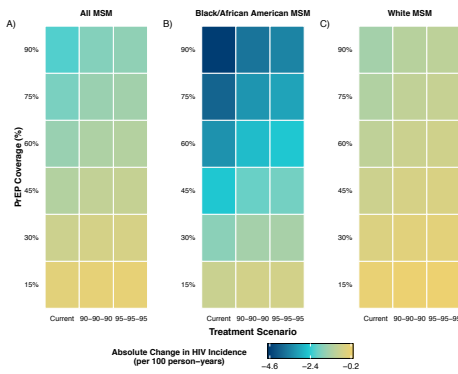 All MSM
Black/African American MSM
White MSM
A)
B)
C)
PrEP Coverage (%)
90%
75%
60%
45%
30%
15%
90%
75%
60%
45%
30%
15%
90%
75%
60%
45%
30%
15%
Current 90−90−90 95−95−95
Current 90−90−90 95−95−95
Current 90−90−90 95−95−95
Treatment Scenario
Absolute Change in HIV Incidence
(per 100 person−years)
−4.6 −2.4 −0.2